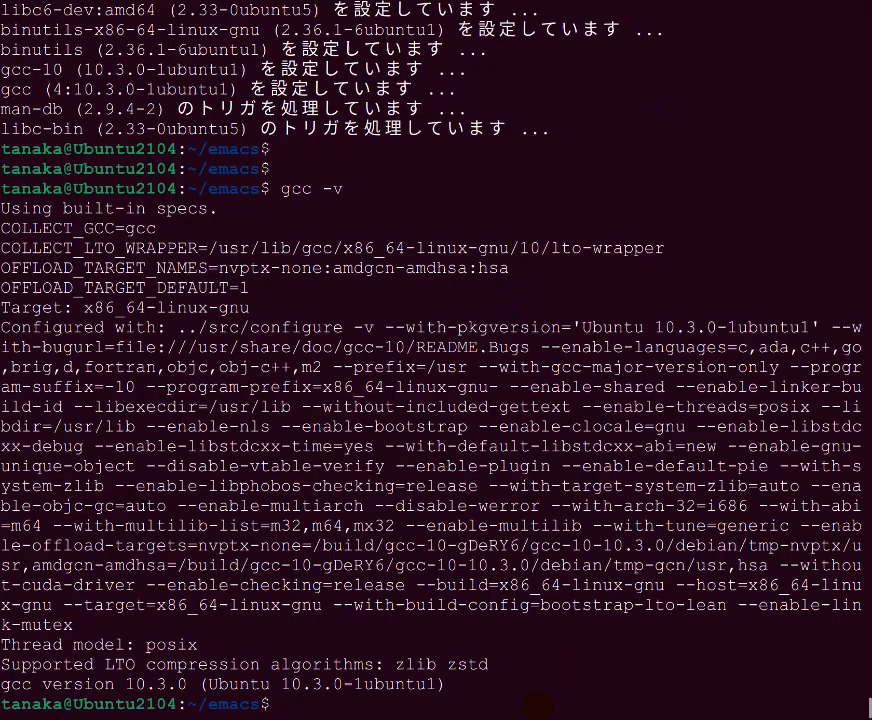 libc6-dev:amd64 (2.33-0ubuntu5) を設定しています ...
binutils-x86-64-linux-gnu (2.36.1-6ubuntu1) を設定しています ...
binutils (2.36.1-6ubuntu1) を設定しています ...
gcc-10 (10.3.0-1ubuntu1) を設定しています ...
gcc (4:10.3.0-1ubuntu1) を設定しています ...
man-db (2.9.4-2) のトリガを処理しています ...
libc-bin (2.33-0ubuntu5) のトリガを処理しています ...
tanaka@Ubuntu2104:~/emacs$
tanaka@Ubuntu2104:~/emacs$
tanaka@Ubuntu2104:~/emacs$ gcc -v
Using built-in specs.
COLLECT_GCC=gcc
COLLECT_LTO_WRAPPER=/usr/lib/gcc/x86_64-linux-gnu/10/lto-wrapper
OFFLOAD_TARGET_NAMES=nvptx-none:amdgcn-amdhsa:hsa
OFFLOAD_TARGET_DEFAULT=1
Target: x86_64-linux-gnu
Configured with: ../src/configure -v --with-pkgversion='Ubuntu 10.3.0-1ubuntu1' --w
ith-bugurl=file:///usr/share/doc/gcc-10/README.Bugs --enable-languages=c,ada,c++,go
,brig,d,fortran,objc,obj-c++,m2 --prefix=/usr --with-gcc-major-version-only --progr
am-suffix=-10 --program-prefix=x86_64-linux-gnu- --enable-shared --enable-linker-bu
ild-id --libexecdir=/usr/lib --without-included-gettext --enable-threads=posix --li
bdir=/usr/lib --enable-nls --enable-bootstrap --enable-clocale=gnu --enable-libstdc
xx-debug --enable-libstdcxx-time=yes --with-default-libstdcxx-abi=new --enable-gnu-
unique-object --disable-vtable-verify --enable-plugin --enable-default-pie --with-s
ystem-zlib --enable-libphobos-checking=release --with-target-system-zlib=auto --ena
ble-objc-gc=auto --enable-multiarch --disable-werror --with-arch-32=i686 --with-abi
=m64 --with-multilib-list=m32,m64,mx32 --enable-multilib --with-tune=generic --enab
le-offload-targets=nvptx-none=/build/gcc-10-gDeRY6/gcc-10-10.3.0/debian/tmp-nvptx/u
sr,amdgcn-amdhsa=/build/gcc-10-gDeRY6/gcc-10-10.3.0/debian/tmp-gcn/usr,hsa --withou
t-cuda-driver --enable-checking=release --build=x86_64-linux-gnu --host=x86_64-linu
x-gnu --target=x86_64-linux-gnu --with-build-config=bootstrap-lto-lean --enable-lin
k-mutex
Thread model: posix
Supported LTO compression algorithms: zlib zstd
gcc version 10.3.0 (Ubuntu 10.3.0-1ubuntu1)
tanaka@Ubuntu2104:~/emacs$